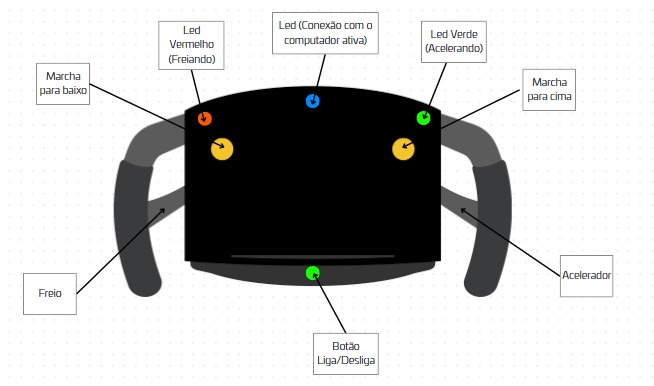 Led (Conexão com o
computador ativa)
Led
Vermelho
(Freiando)
Led Verde
(Acelerando)
Marcha
para baixo
Marcha
para cima
Freio
Acelerador
Botão
Liga/Desliga